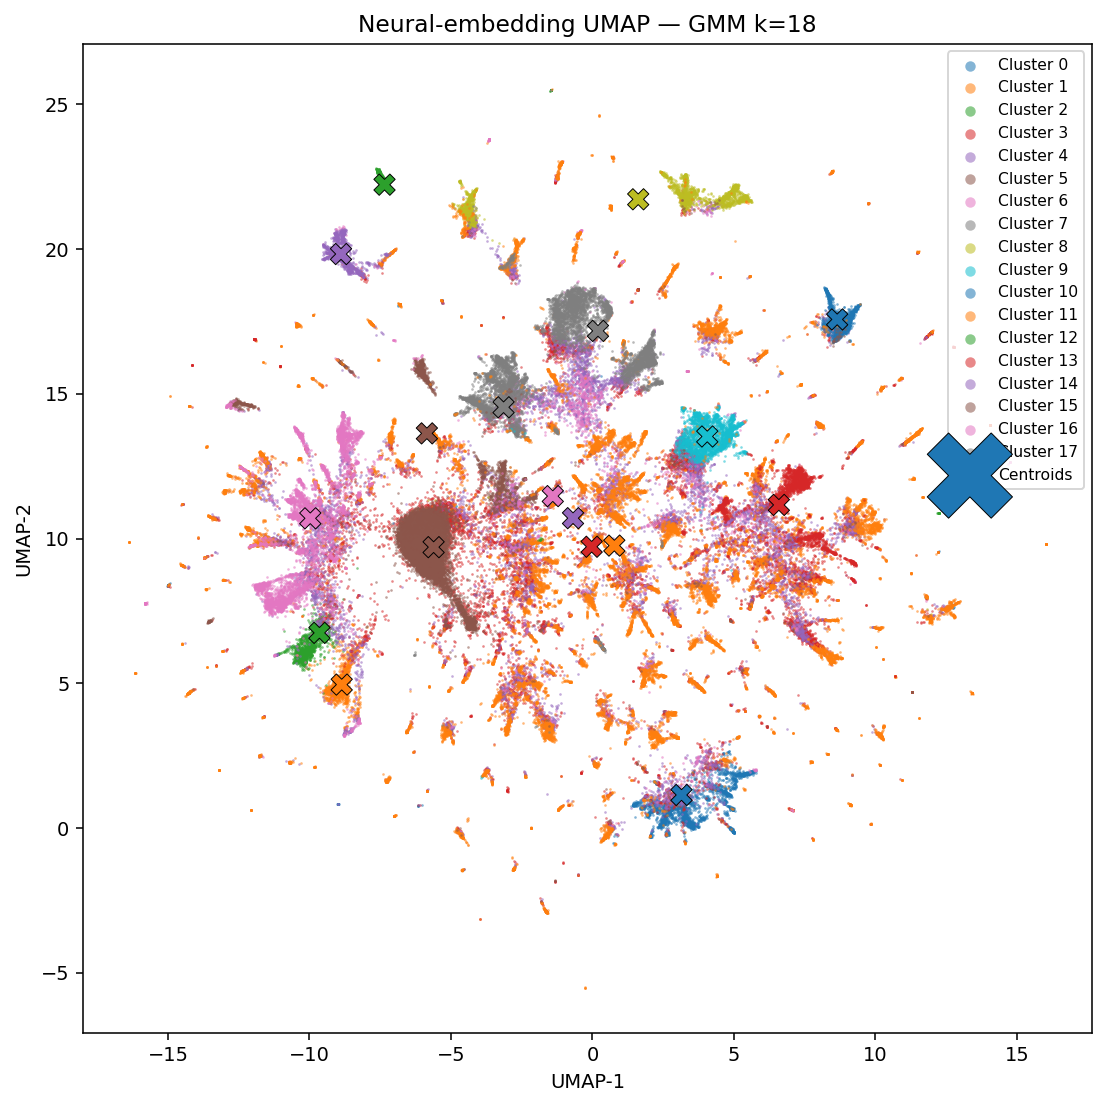 Neural-embedding UMAP — GMM k=18
Cluster 0
Cluster 1
Cluster 2
Cluster 3
Cluster 4
Cluster 5
Cluster 6
Cluster 7
Cluster 8
Cluster 9
Cluster 10
Cluster 11
Cluster 12
Cluster 13
Cluster 14
Cluster 15
Cluster 16
Cluster 17
Centroids
25
20
15
10
5
0
−5
UMAP-2
−15
−10
−5
0
5
10
15
UMAP-1